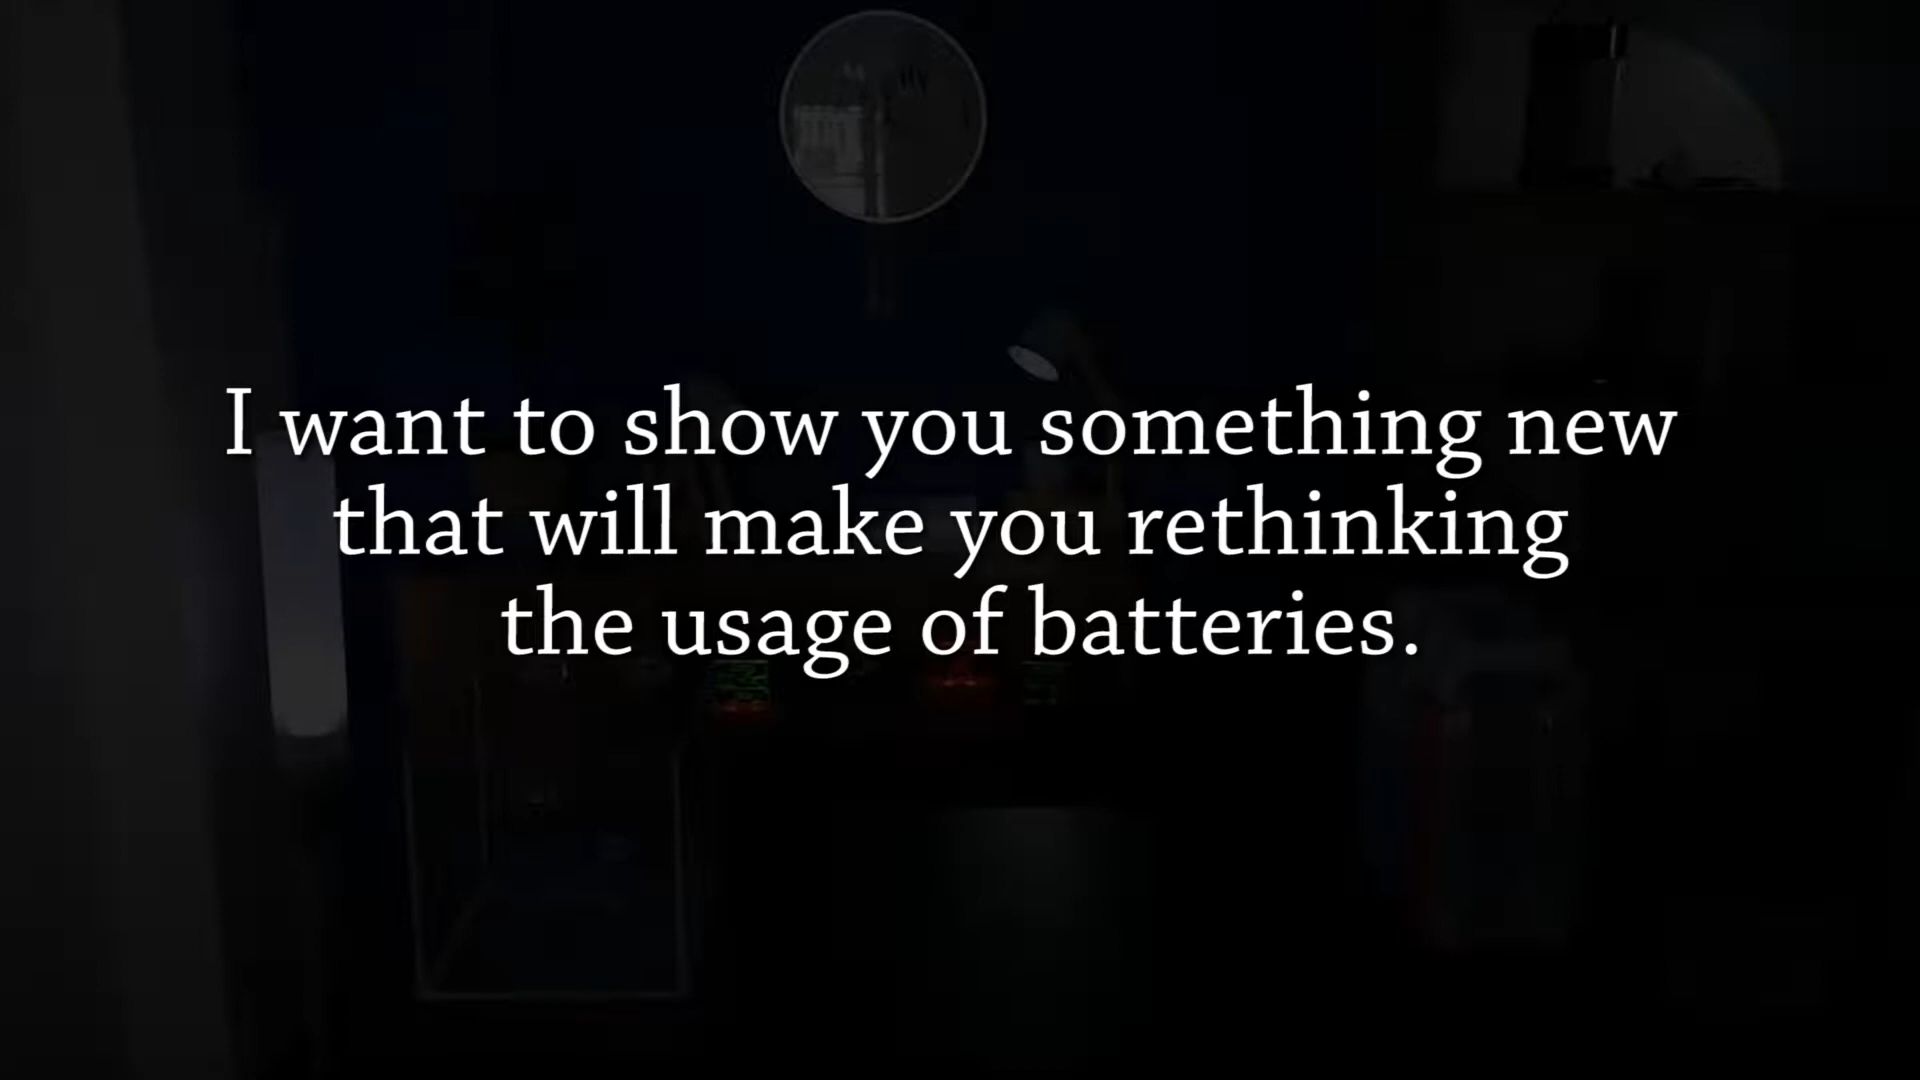 I want to show you something new
that will make you rethinking
the usage of batteries.